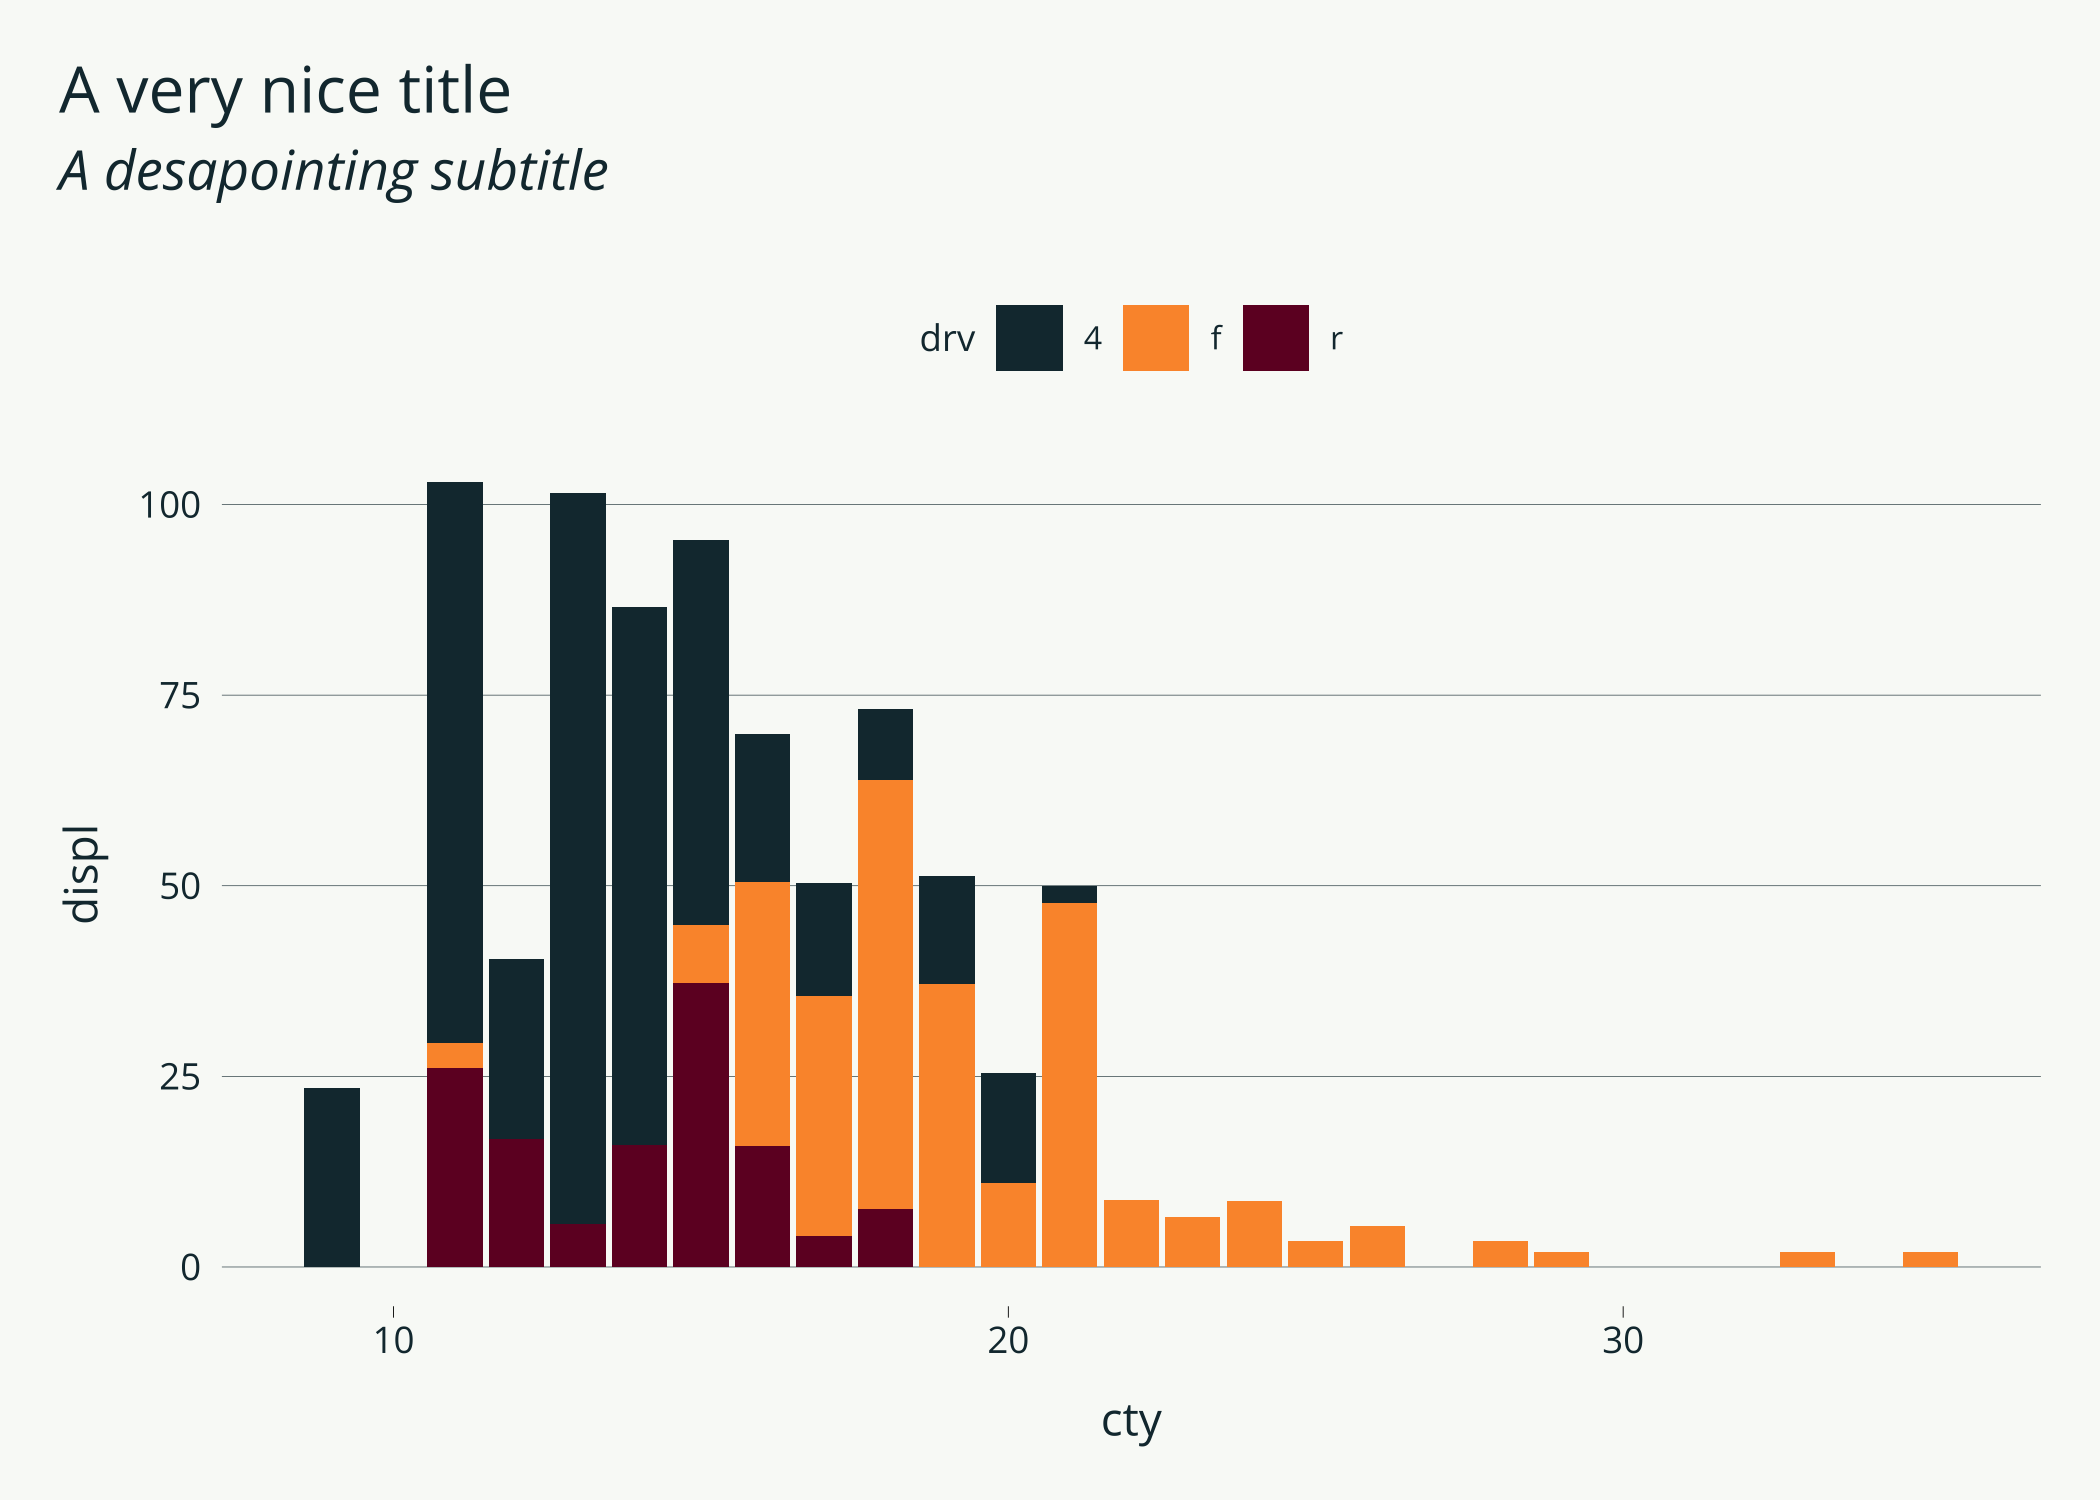 A very nice title
A desapointing subtitle
drv 4 f r
100
75
50
25
0
displ
10 20 30
cty